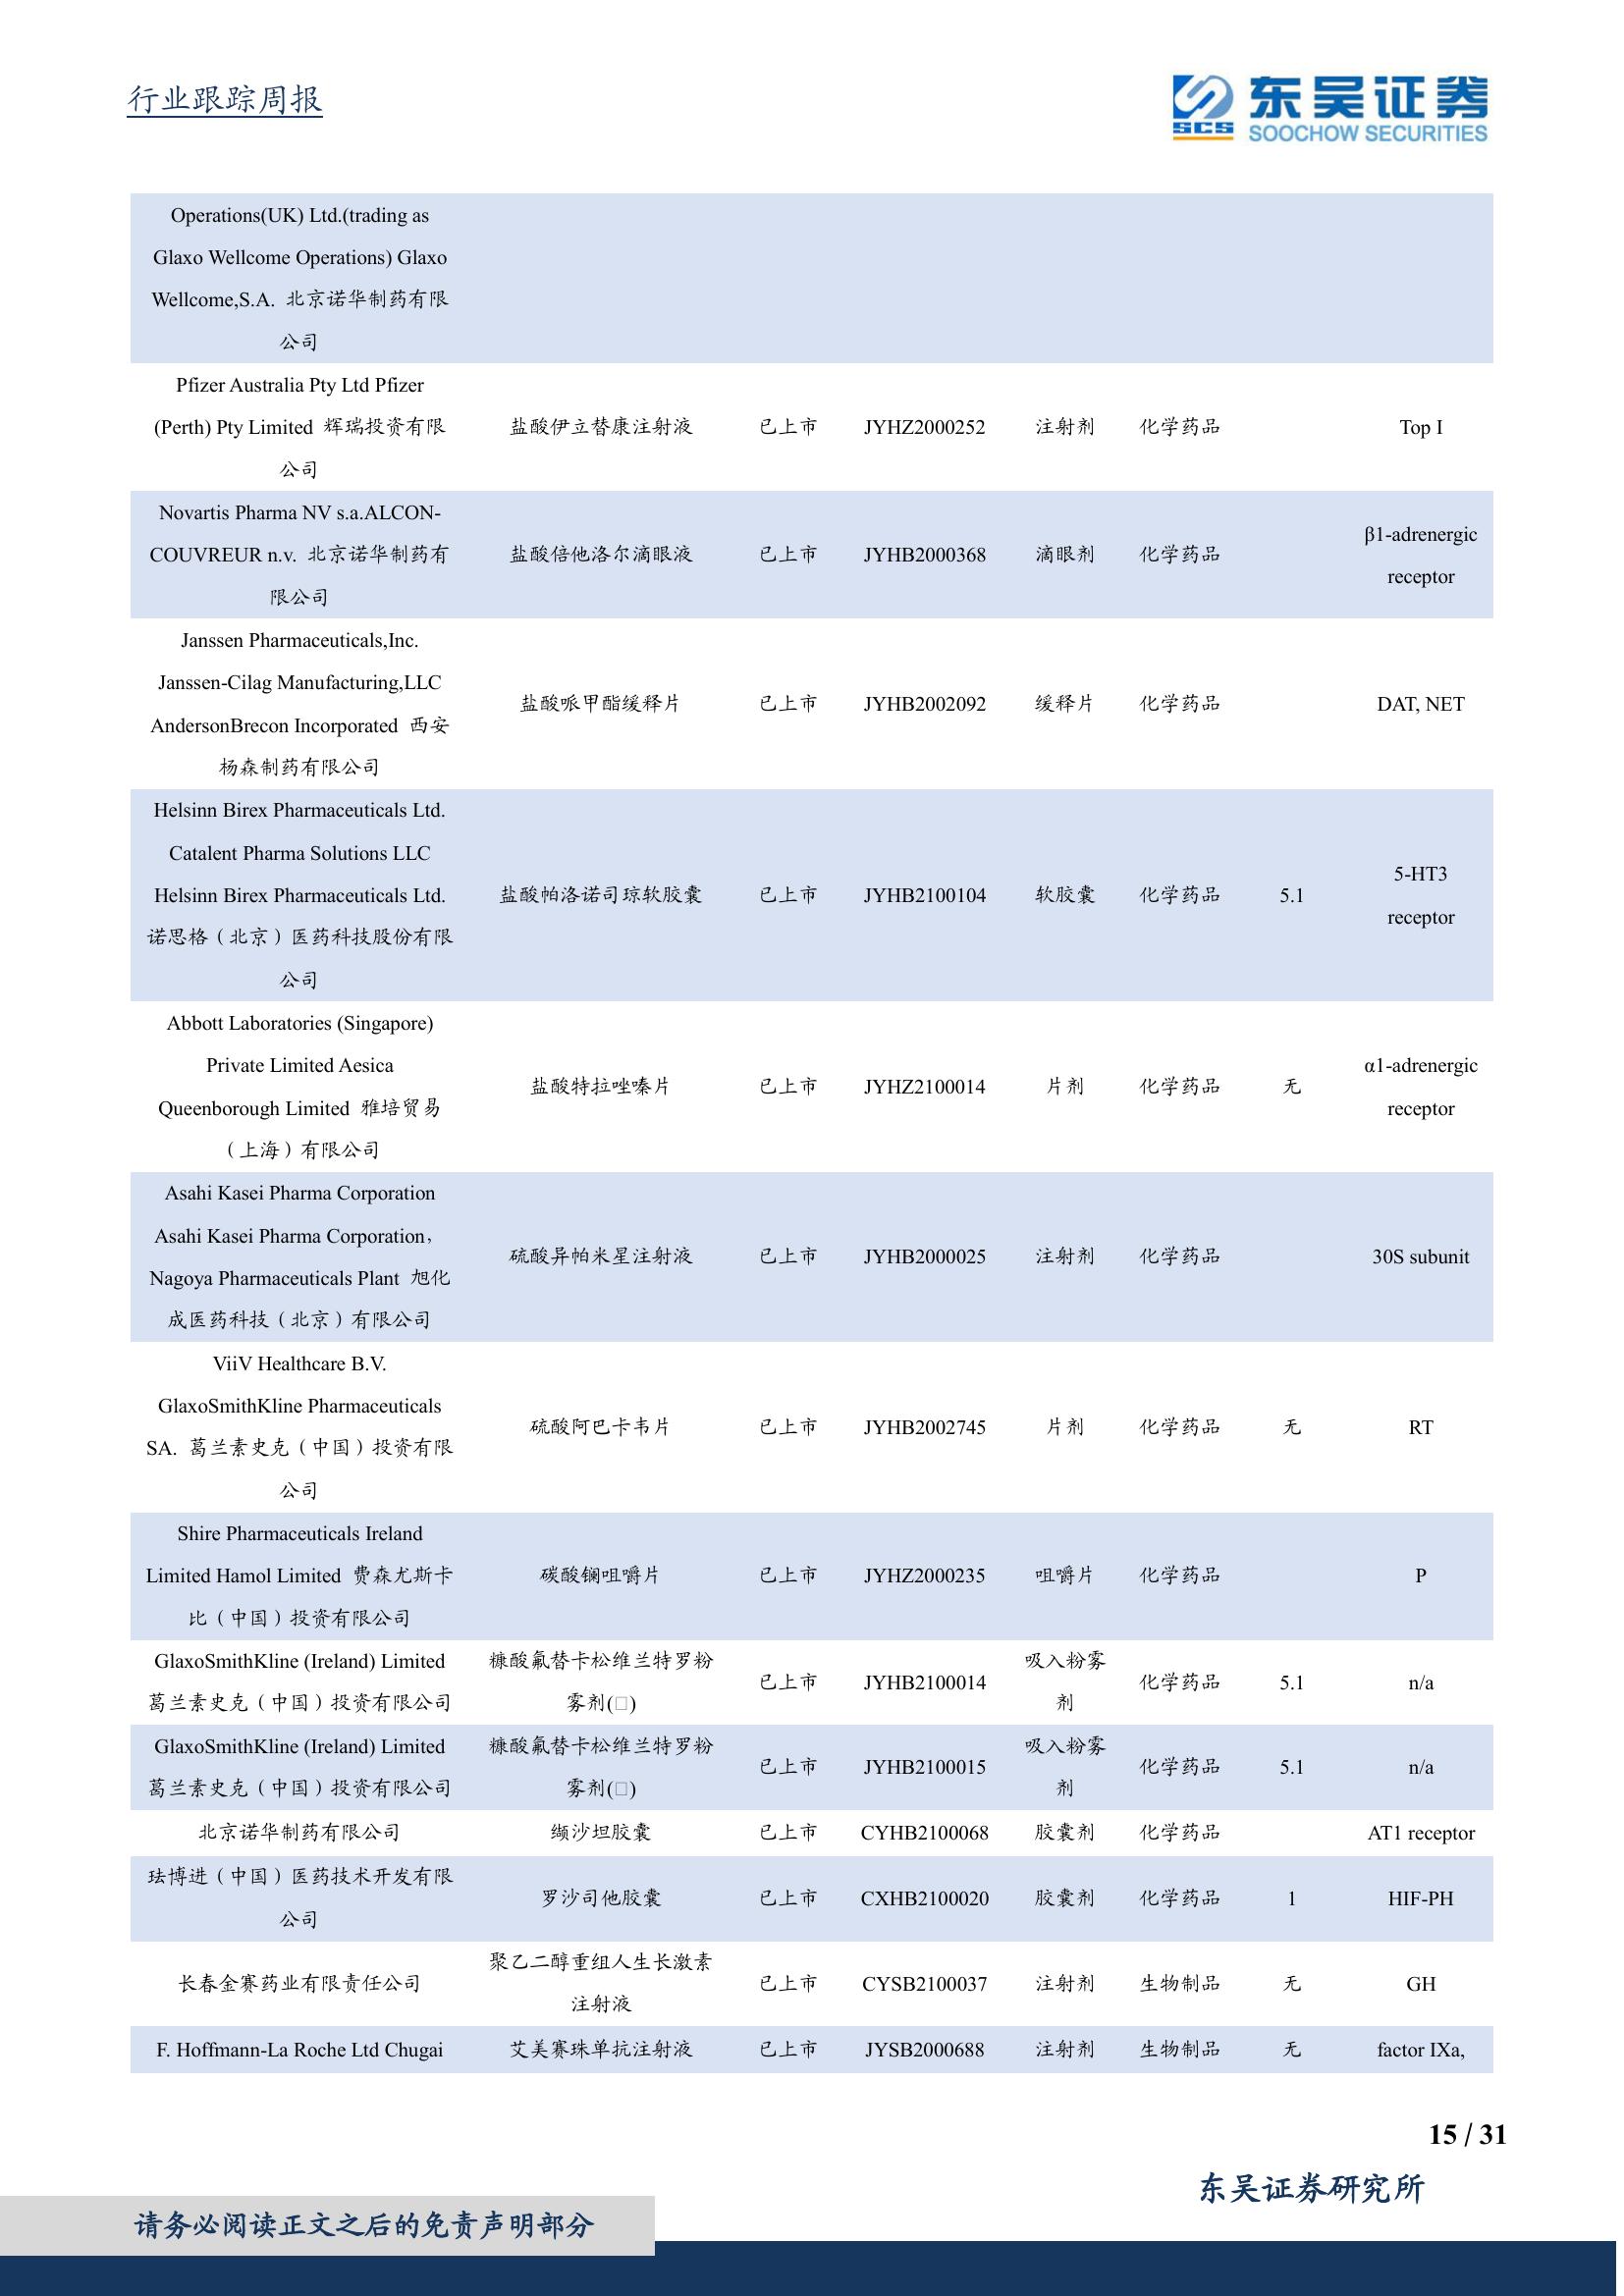 行业跟踪周报
SCS 东吴证券
SOOCHOW SECURITIES
Operations(UK) Ltd.(trading as
Glaxo Wellcome Operations) Glaxo
Wellcome,S.A. 北京诺华制药有限
公司
Pfizer Australia Pty Ltd Pfizer
(Perth) Pty Limited 辉瑞投资有限
公司
盐酸伊立替康注射液 已上市 JYHZ2000252 注射剂 化学药品 Top I
Novartis Pharma NV s.a.ALCON-
COUVREUR n.v. 北京诺华制药有
限公司
盐酸倍他洛尔滴眼液 已上市 JYHB2000368 滴眼剂 化学药品
β1-adrenergic
receptor
Janssen Pharmaceuticals,Inc.
Janssen-Cilag Manufacturing,LLC
AndersonBrecon Incorporated 西安
杨森制药有限公司
盐酸哌甲酯缓释片 已上市 JYHB2002092 缓释片 化学药品 DAT, NET
Helsinn Birex Pharmaceuticals Ltd.
Catalent Pharma Solutions LLC
Helsinn Birex Pharmaceuticals Ltd.
诺思格（北京）医药科技股份有限
公司
盐酸帕洛诺司琼软胶囊 已上市 JYHB2100104 软胶囊 化学药品 5.1
5-HT3
receptor
Abbott Laboratories (Singapore)
Private Limited Aesica
Queenborough Limited 雅培贸易
（上海）有限公司
盐酸特拉唑嗪片 已上市 JYHZ2100014 片剂 化学药品 无
α1-adrenergic
receptor
Asahi Kasei Pharma Corporation
Asahi Kasei Pharma Corporation，
Nagoya Pharmaceuticals Plant 旭化
成医药科技（北京）有限公司
硫酸异帕米星注射液 已上市 JYHB2000025 注射剂 化学药品 30S subunit
ViiV Healthcare B.V.
GlaxoSmithKline Pharmaceuticals
SA. 葛兰素史克（中国）投资有限
公司
硫酸阿巴卡韦片 已上市 JYHB2002745 片剂 化学药品 无 RT
Shire Pharmaceuticals Ireland
Limited Hamol Limited 费森尤斯卡
比（中国）投资有限公司
碳酸镧咀嚼片 已上市 JYHZ2000235 咀嚼片 化学药品 P
GlaxoSmithKline (Ireland) Limited
葛兰素史克（中国）投资有限公司
糠酸氟替卡松维兰特罗粉
雾剂(□)
已上市 JYHB2100014
吸入粉雾
剂
化学药品 5.1 n/a
GlaxoSmithKline (Ireland) Limited
葛兰素史克（中国）投资有限公司
糠酸氟替卡松维兰特罗粉
雾剂(□)
已上市 JYHB2100015
吸入粉雾
剂
化学药品 5.1 n/a
北京诺华制药有限公司 缬沙坦胶囊 已上市 CYHB2100068 胶囊剂 化学药品 AT1 receptor
珐博进（中国）医药技术开发有限
公司
罗沙司他胶囊 已上市 CXHB2100020 胶囊剂 化学药品 1 HIF-PH
长春金赛药业有限责任公司
聚乙二醇重组人生长激素
注射液
已上市 CYSB2100037 注射剂 生物制品 无 GH
F. Hoffmann-La Roche Ltd Chugai 艾美赛珠单抗注射液 已上市 JYSB2000688 注射剂 生物制品 无 factor IXa,
15 / 31
东吴证券研究所
请务必阅读正文之后的免责声明部分